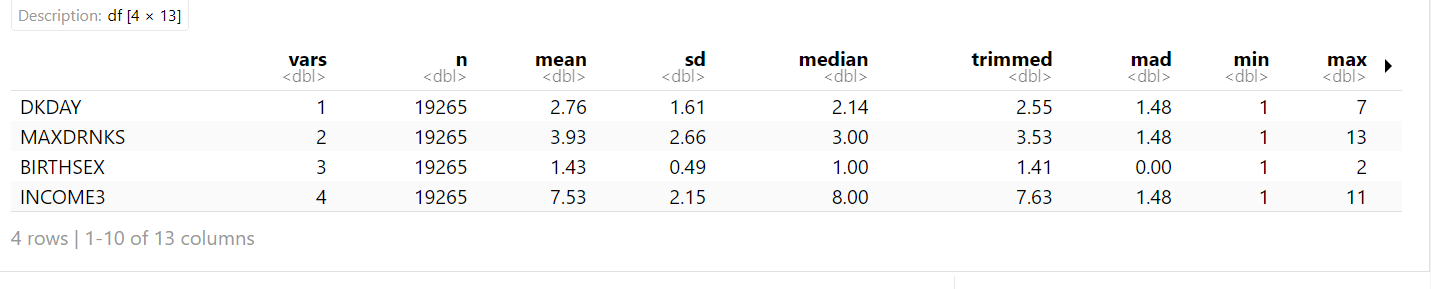 Description: df [4 × 13]
vars n mean sd median trimmed mad min max
<dbl> <dbl> <dbl> <dbl> <dbl> <dbl> <dbl> <dbl> <dbl>
DKDAY 1 19265 2.76 1.61 2.14 2.55 1.48 1 7
MAXDRNKS 2 19265 3.93 2.66 3.00 3.53 1.48 1 13
BIRTHSEX 3 19265 1.43 0.49 1.00 1.41 0.00 1 2
INCOME3 4 19265 7.53 2.15 8.00 7.63 1.48 1 11
4 rows | 1-10 of 13 columns